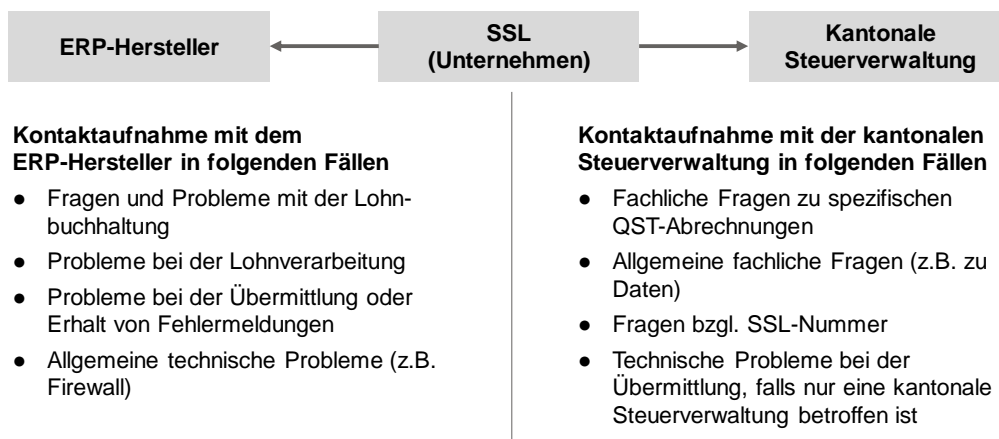 ERP-Hersteller
SSL
(Unternehmen)
Kantonale
Steuerverwaltung
Kontaktaufnahme mit dem
ERP-Hersteller in folgenden Fällen
● Fragen und Probleme mit der Lohn-
buchhaltung
● Probleme bei der Lohnverarbeitung
● Probleme bei der Übermittlung oder
Erhalt von Fehlermeldungen
● Allgemeine technische Probleme (z.B.
Firewall)
Kontaktaufnahme mit der kantonalen
Steuerverwaltung in folgenden Fällen
● Fachliche Fragen zu spezifischen
QST-Abrechnungen
● Allgemeine fachliche Fragen (z.B. zu
Daten)
● Fragen bzgl. SSL-Nummer
● Technische Probleme bei der
Übermittlung, falls nur eine kantonale
Steuerverwaltung betroffen ist